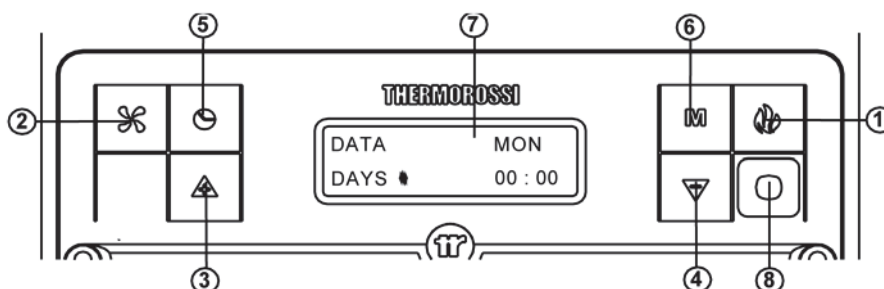 5 7 6
THERMOROSSI
2 M 1
DATA MON
DAYS 00 : 00
3 4 8